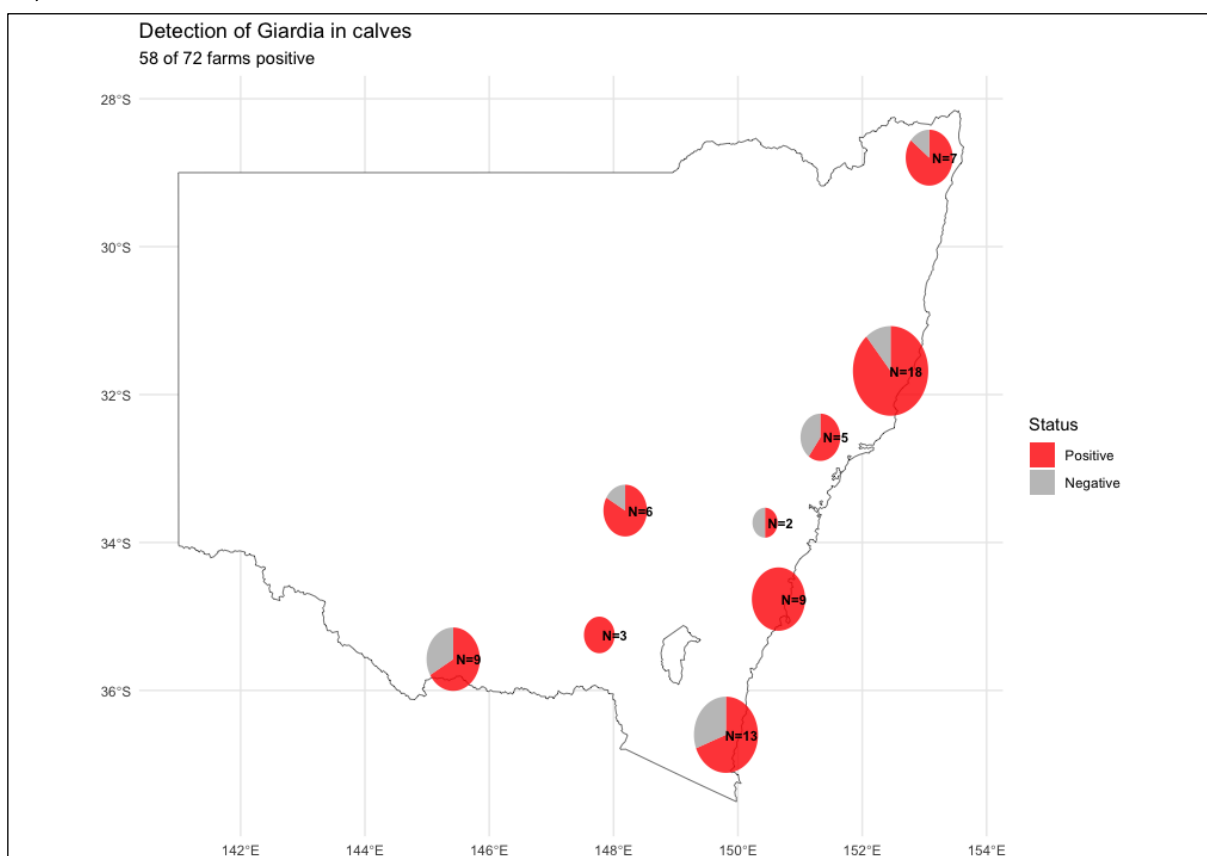 Detection of Giardia in calves
58 of 72 farms positive
28°S
30°S
32°S
34°S
36°S
N=7
N=18
N=5
N=6
N=2
N=9
N=3
N=9
N=13
Status
Positive
Negative
142°E
144°E
146°E
148°E
150°E
152°E
154°E